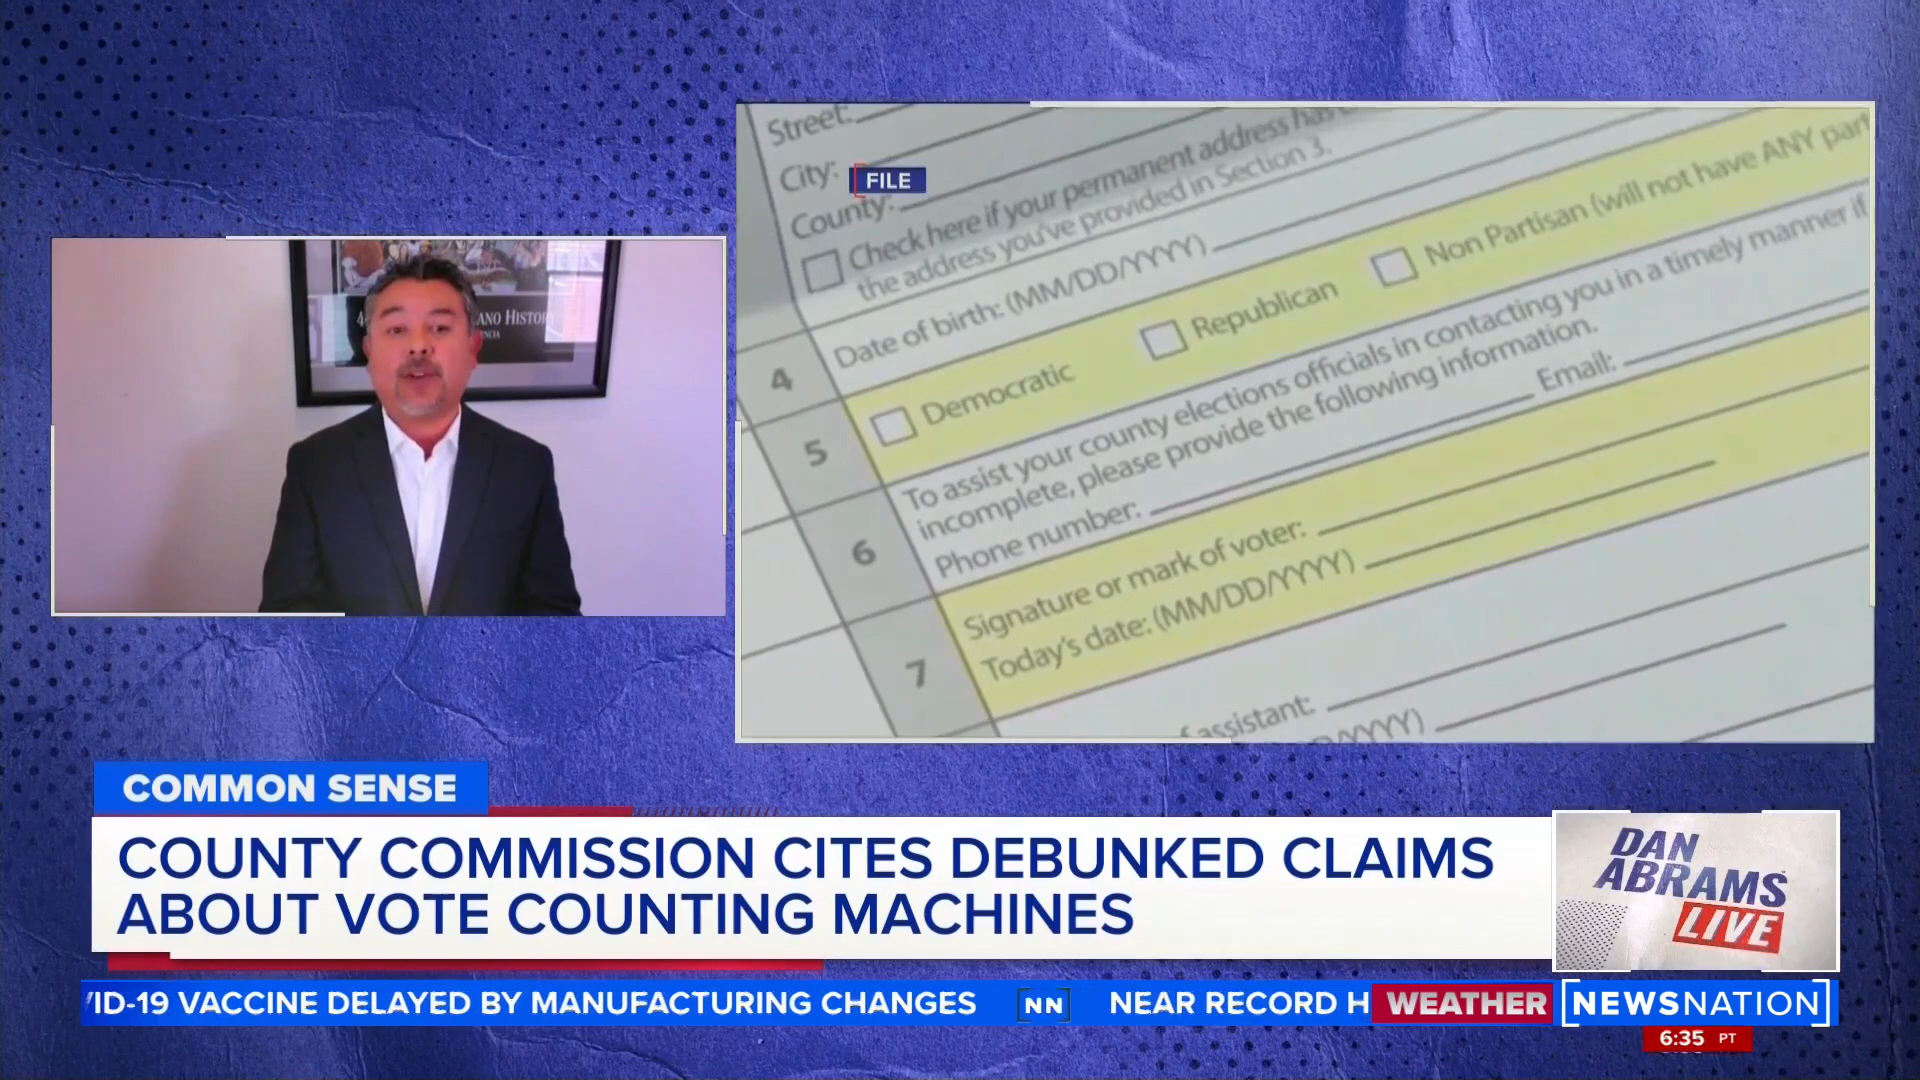 Street:
City:
FILE
County:
Check here if your permanent address has
the address you've provided in Section 3.
4
Date of birth: (MM/DD/YYYY)
5
Democratic
Republican
Non Partisan (will not have ANY part
6
To assist your county elections officials in contacting you in a timely manner if
incomplete, please provide the following information.
Phone number:
Email:
7
Signature or mark of voter:
Today's date: (MM/DD/YYYY)
f assistant:
ANO HISTOR
COMMON SENSE
COUNTY COMMISSION CITES DEBUNKED CLAIMS
ABOUT VOTE COUNTING MACHINES
DAN
ABRAMS
LIVE
VID-19 VACCINE DELAYED BY MANUFACTURING CHANGES NN NEAR RECORD H
WEATHER
NEWSNATION
6:35 PT